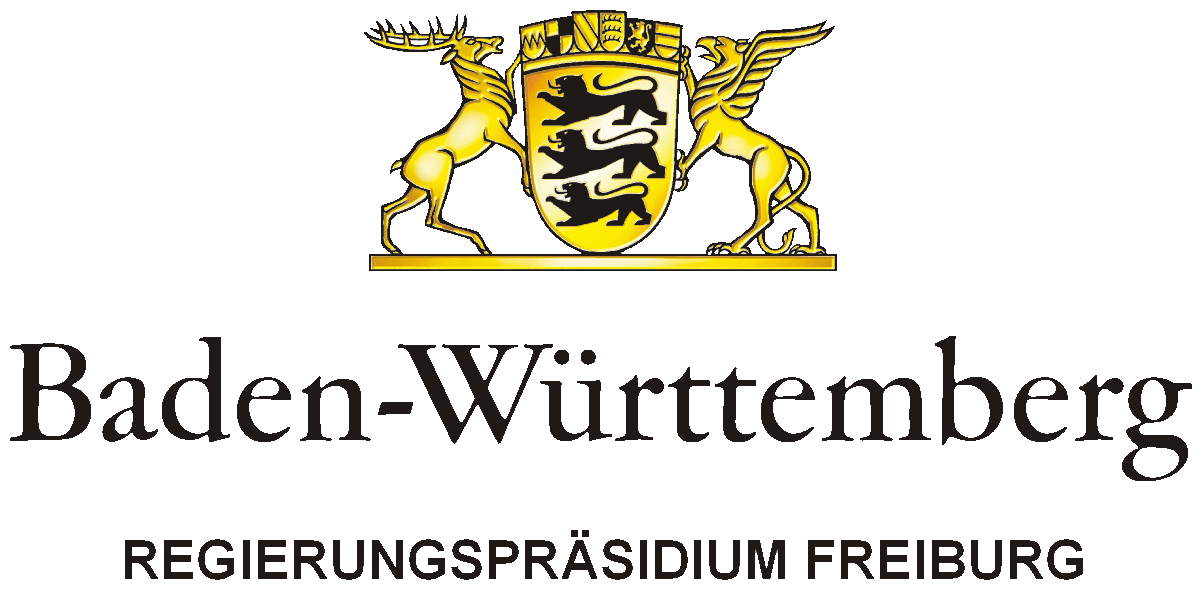 Baden-Württemberg
REGIERUNGSPRÄSIDIUM FREIBURG